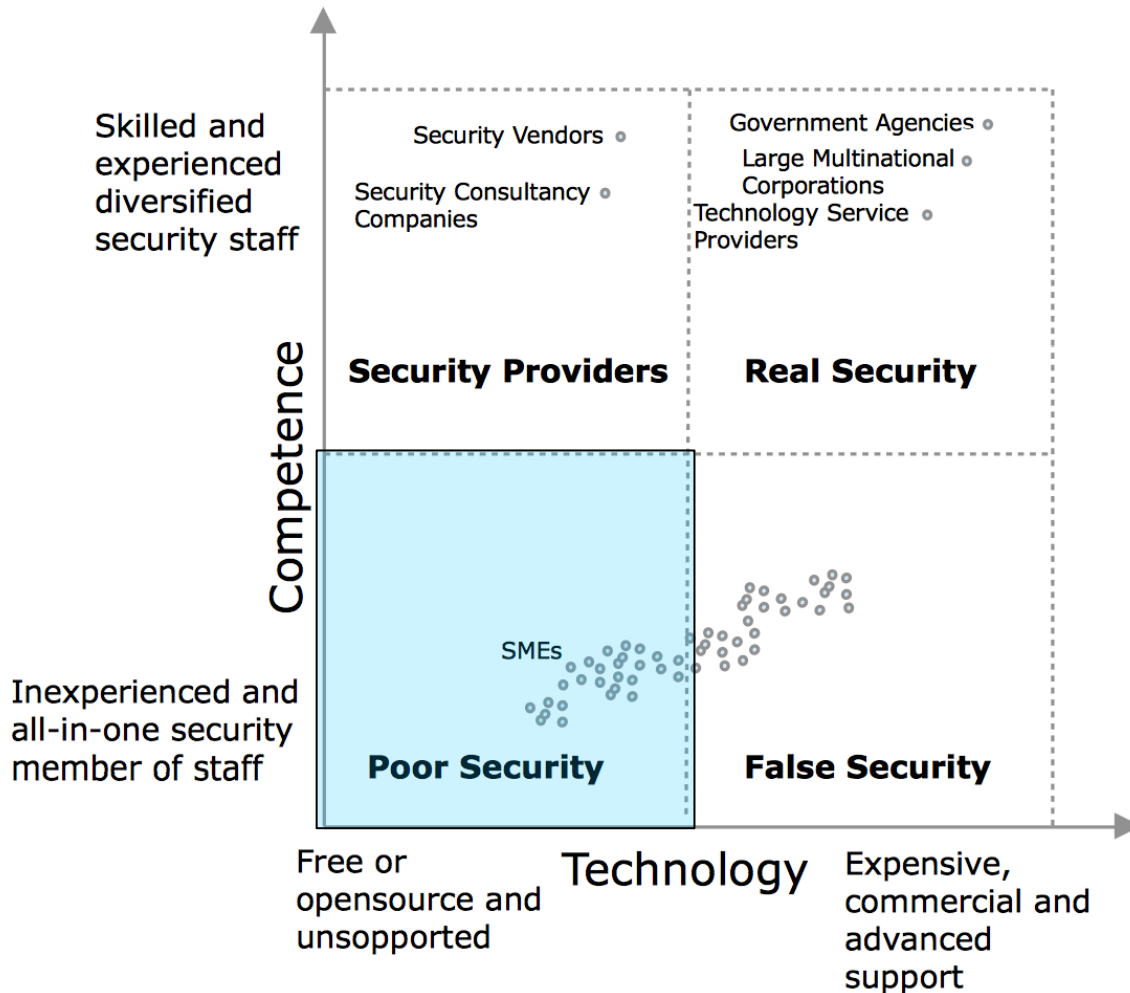 Skilled and
experienced
diversified
security staff
Security Vendors
Security Consultancy
Companies
Government Agencies
Large Multinational
Corporations
Technology Service
Providers
Security Providers
Real Security
Competence
SMEs
Inexperienced and
all-in-one security
member of staff
Poor Security
False Security
Free or
opensource and
unsopported
Technology
Expensive,
commercial and
advanced
support